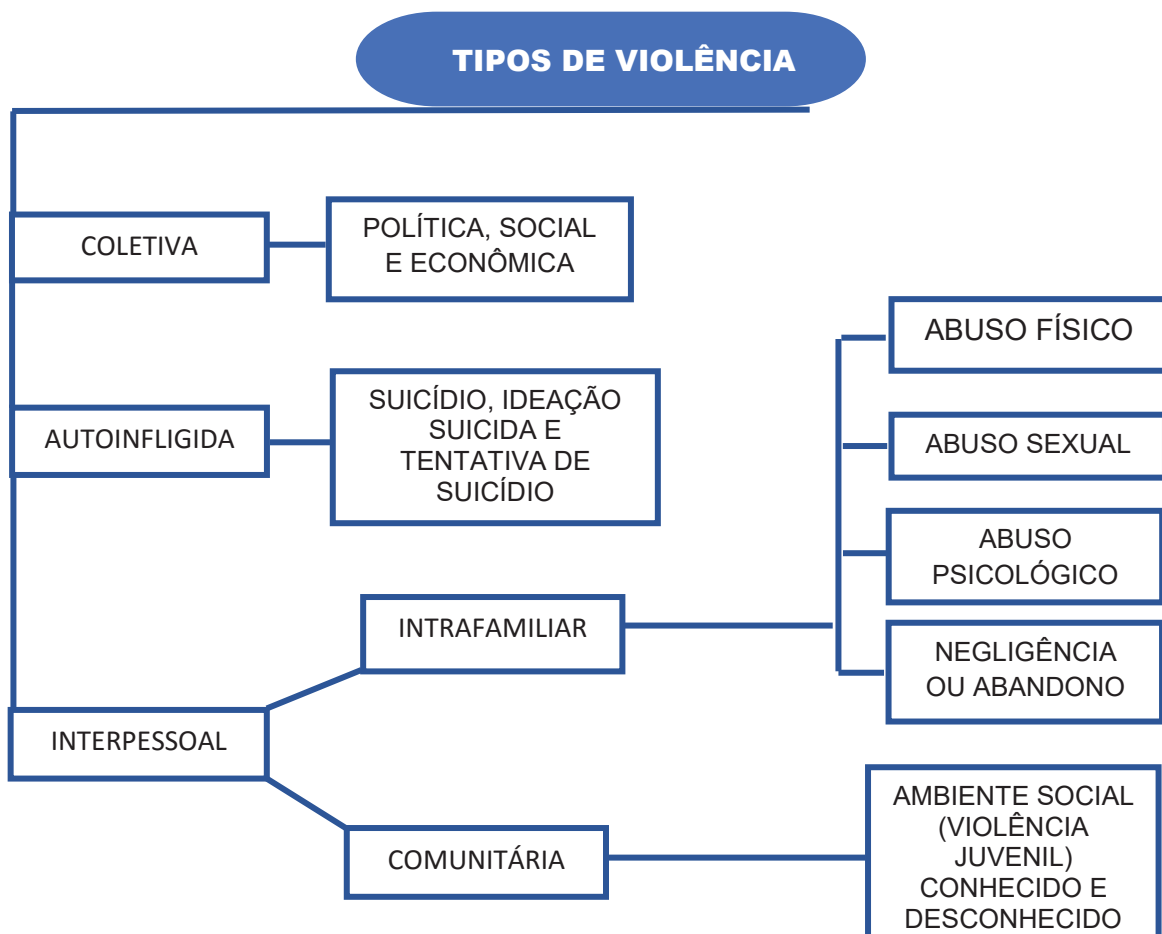 TIPOS DE VIOLÊNCIA
COLETIVA
POLÍTICA, SOCIAL
E ECONÔMICA
AUTOINFLIGIDA
SUICÍDIO, IDEAÇÃO
SUICIDA E
TENTATIVA DE
SUICÍDIO
INTERPESSOAL
INTRAFAMILIAR
ABUSO FÍSICO
ABUSO SEXUAL
ABUSO
PSICOLÓGICO
NEGLIGÊNCIA
OU ABANDONO
COMUNITÁRIA
AMBIENTE SOCIAL
(VIOLÊNCIA
JUVENIL)
CONHECIDO E
DESCONHECIDO